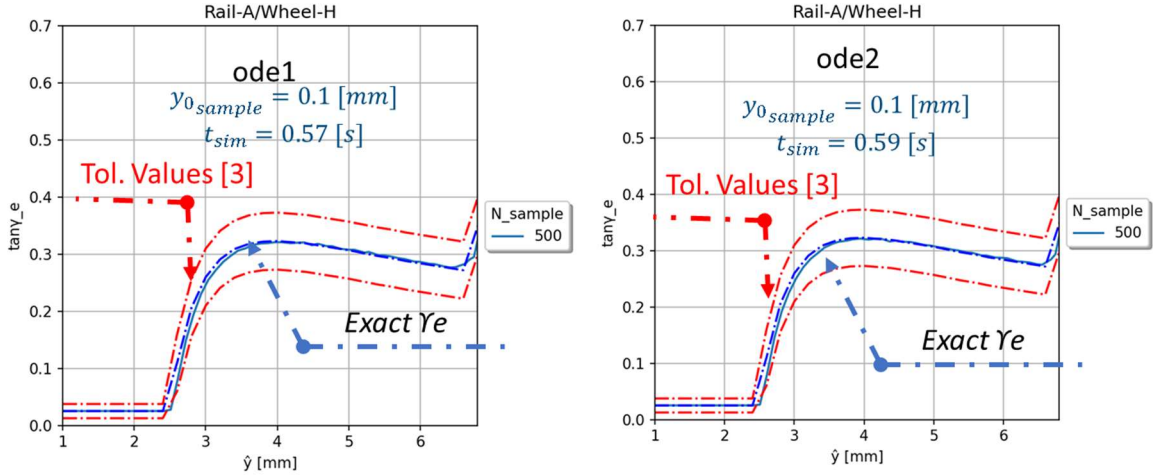 Rail-A/Wheel-H
0.7
0.6
0.5
0.4
0.3
0.2
0.1
0.0
tanγ_e
ode1
y₀ₛₐₘₚₗₑ = 0.1 [mm]
t_sim = 0.57 [s]
Tol. Values [3]
Exact ϒe
N_sample
500
1 2 3 4 5 6
ŷ [mm]
Rail-A/Wheel-H
0.7
0.6
0.5
0.4
0.3
0.2
0.1
0.0
tanγ_e
ode2
y₀ₛₐₘₚₗₑ = 0.1 [mm]
t_sim = 0.59 [s]
Tol. Values [3]
Exact ϒe
N_sample
500
1 2 3 4 5 6
ŷ [mm]